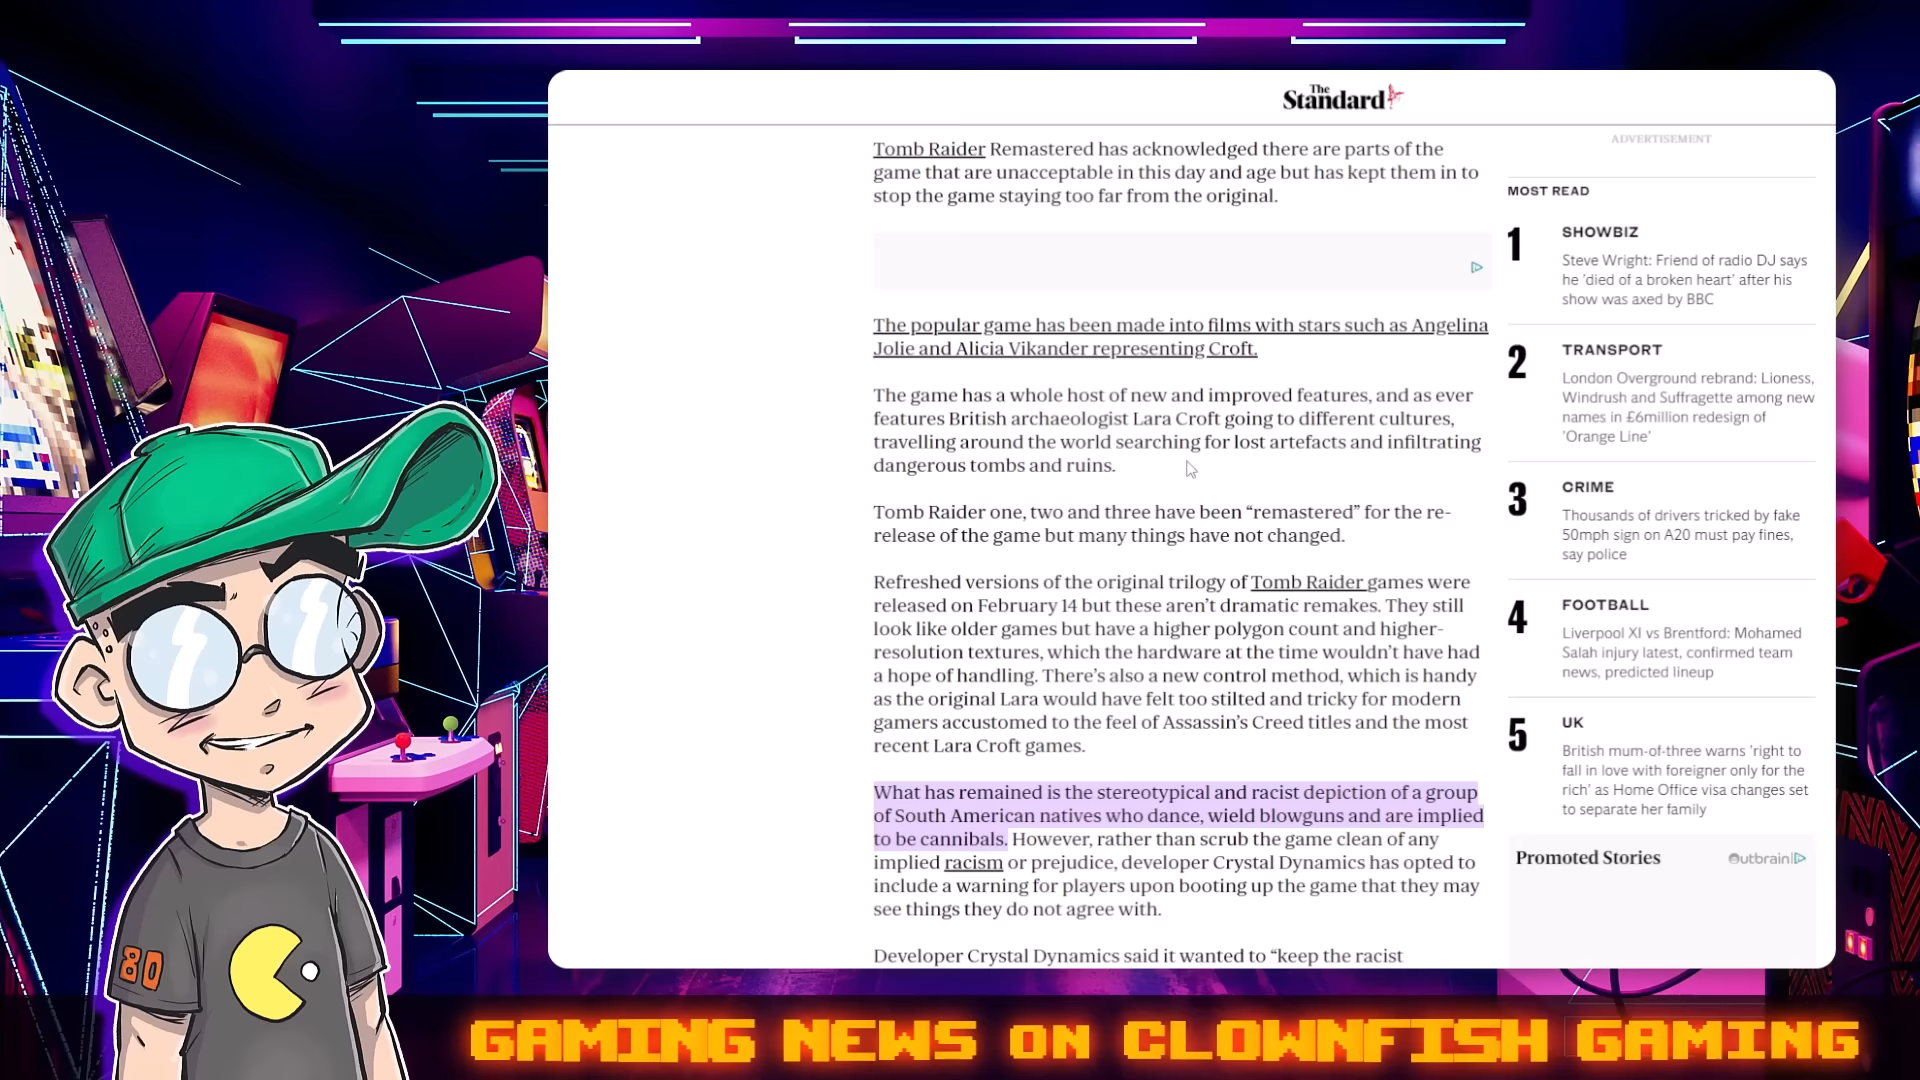 The
Standard
ADVERTISEMENT
Tomb Raider Remastered has acknowledged there are parts of the
game that are unacceptable in this day and age but has kept them in to
stop the game staying too far from the original.
The popular game has been made into films with stars such as Angelina
Jolie and Alicia Vikander representing Croft.
The game has a whole host of new and improved features, and as ever
features British archaeologist Lara Croft going to different cultures,
travelling around the world searching for lost artefacts and infiltrating
dangerous tombs and ruins.
Tomb Raider one, two and three have been “remastered” for the re-
release of the game but many things have not changed.
Refreshed versions of the original trilogy of Tomb Raider games were
released on February 14 but these aren’t dramatic remakes. They still
look like older games but have a higher polygon count and higher-
resolution textures, which the hardware at the time wouldn’t have had
a hope of handling. There’s also a new control method, which is handy
as the original Lara would have felt too stilted and tricky for modern
gamers accustomed to the feel of Assassin’s Creed titles and the most
recent Lara Croft games.
What has remained is the stereotypical and racist depiction of a group
of South American natives who dance, wield blowguns and are implied
to be cannibals. However, rather than scrub the game clean of any
implied racism or prejudice, developer Crystal Dynamics has opted to
include a warning for players upon booting up the game that they may
see things they do not agree with.
Developer Crystal Dynamics said it wanted to “keep the racist
MOST READ
1
SHOWBIZ
Steve Wright: Friend of radio DJ says
he ‘died of a broken heart’ after his
show was axed by BBC
2
TRANSPORT
London Overground rebrand: Lioness,
Windrush and Suffragette among new
names in £6million redesign of
‘Orange Line’
3
CRIME
Thousands of drivers tricked by fake
50mph sign on A20 must pay fines,
say police
4
FOOTBALL
Liverpool XI vs Brentford: Mohamed
Salah injury latest, confirmed team
news, predicted lineup
5
UK
British mum-of-three warns ‘right to
fall in love with foreigner only for the
rich’ as Home Office visa changes set
to separate her family
Promoted Stories
Outbrain
80
GAMING NEWS ON CLOWNFISH GAMING